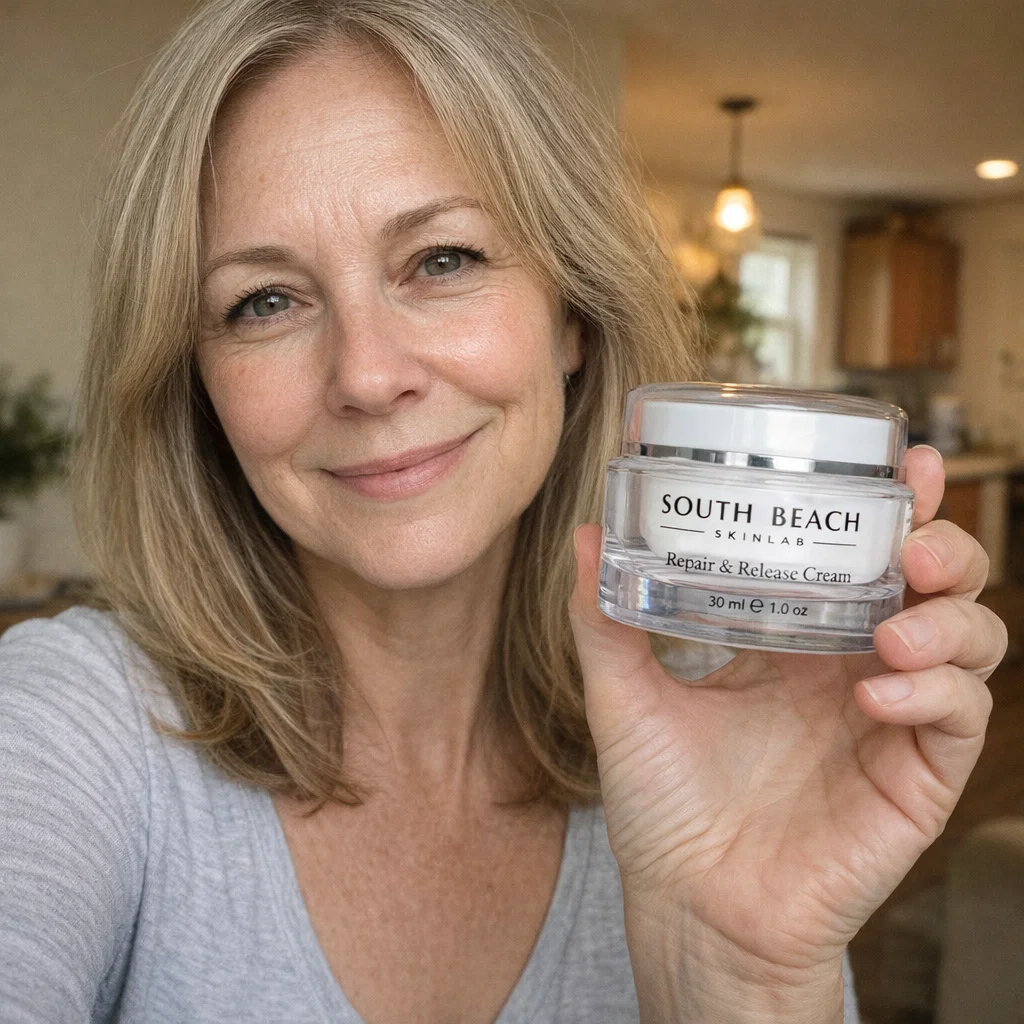 SOUTH BEACH
SKINLAB
Repair & Release Cream
30 ml ℮ 1.0 oz